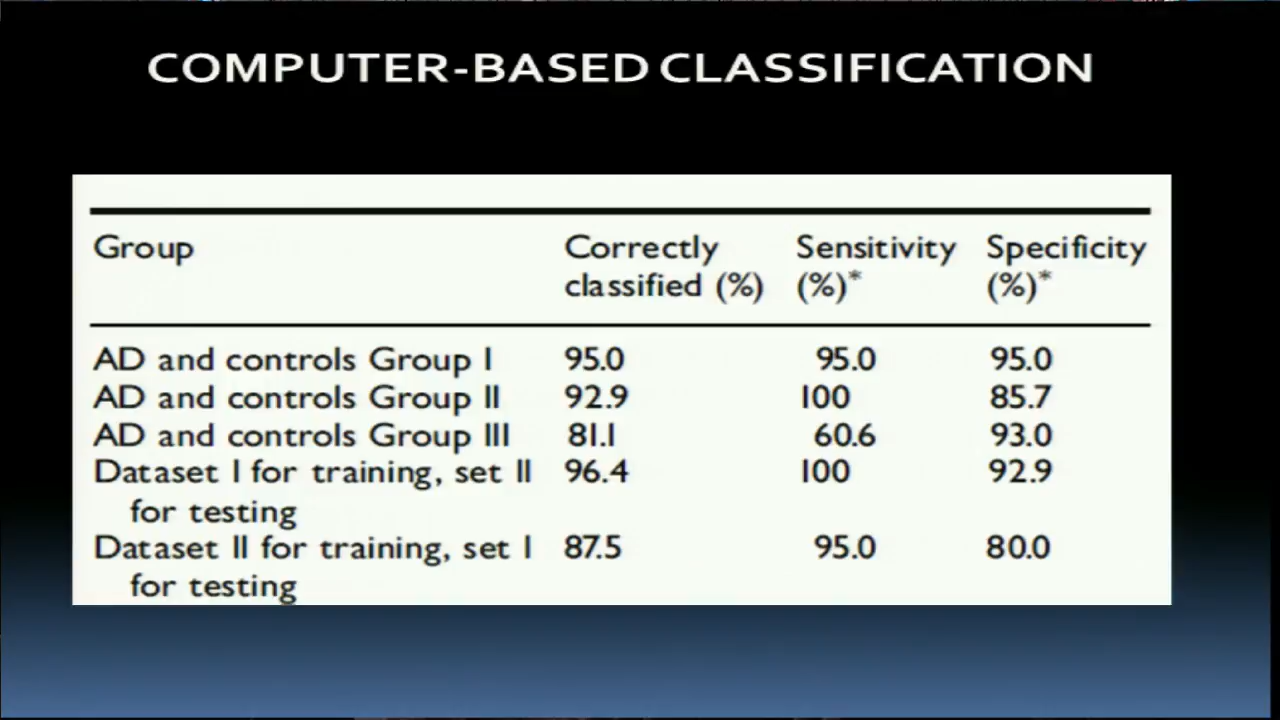 COMPUTER-BASED CLASSIFICATION
Group Correctly Sensitivity Specificity
classified (%) (%)* (%)*
AD and controls Group I 95.0 95.0 95.0
AD and controls Group II 92.9 100 85.7
AD and controls Group III 81.1 60.6 93.0
Dataset I for training, set II 96.4 100 92.9
for testing
Dataset II for training, set I 87.5 95.0 80.0
for testing